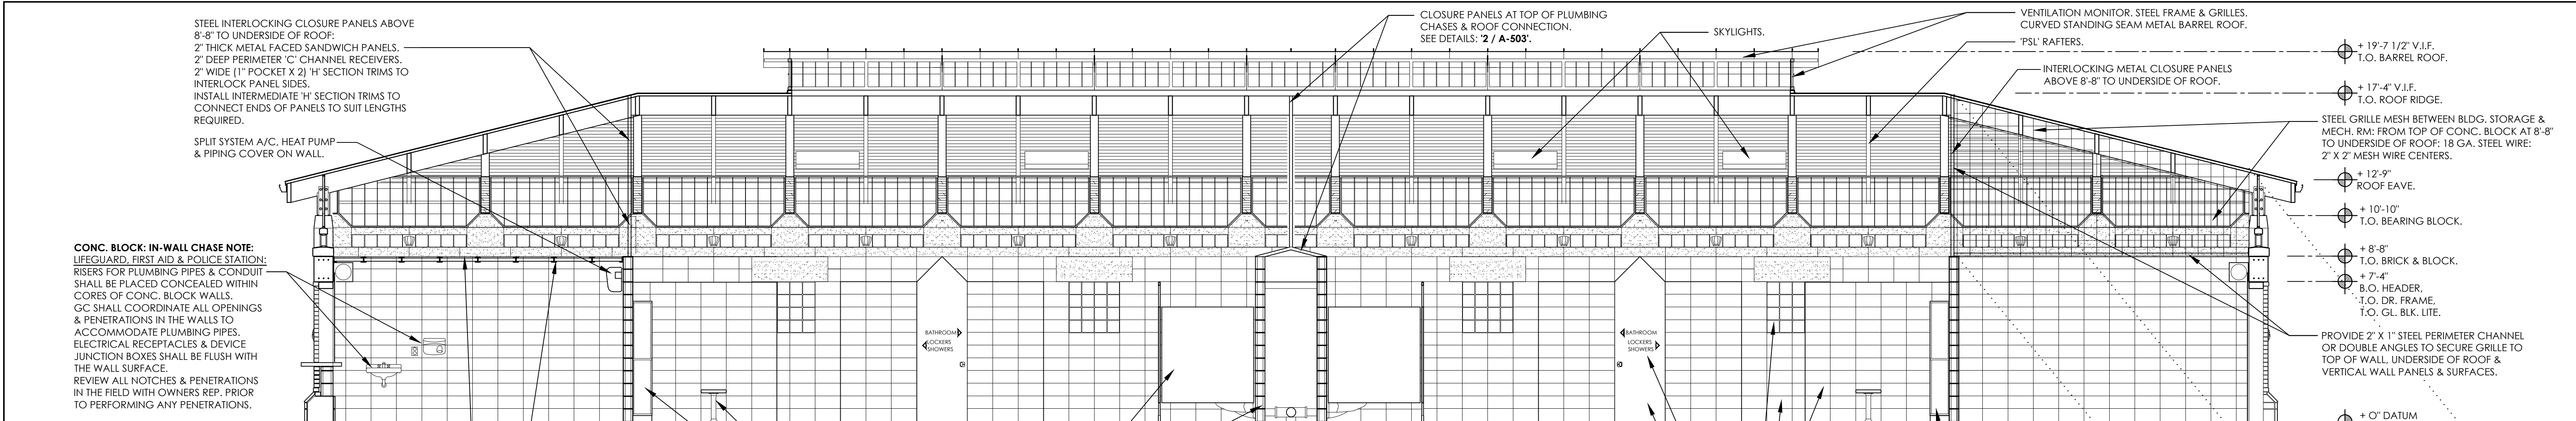 STEEL INTERLOCKING CLOSURE PANELS ABOVE
8'-8" TO UNDERSIDE OF ROOF:
2" THICK METAL FACED SANDWICH PANELS.
2" DEEP PERIMETER 'C' CHANNEL RECEIVERS.
2" WIDE (1" POCKET X 2) 'H' SECTION TRIMS TO
INTERLOCK PANEL SIDES.
INSTALL INTERMEDIATE 'H' SECTION TRIMS TO
CONNECT ENDS OF PANELS TO SUIT LENGTHS
REQUIRED.
SPLIT SYSTEM A/C, HEAT PUMP
& PIPING COVER ON WALL.
CONC. BLOCK: IN-WALL CHASE NOTE:
LIFEGUARD, FIRST AID & POLICE STATION:
RISERS FOR PLUMBING PIPES & CONDUIT
SHALL BE PLACED CONCEALED WITHIN
CORES OF CONC. BLOCK WALLS.
GC SHALL COORDINATE ALL OPENINGS
& PENETRATIONS IN THE WALLS TO
ACCOMMODATE PLUMBING PIPES.
ELECTRICAL RECEPTACLES & DEVICE
JUNCTION BOXES SHALL BE FLUSH WITH
THE WALL SURFACE.
REVIEW ALL NOTCHES & PENETRATIONS
IN THE FIELD WITH OWNERS REP. PRIOR
TO PERFORMING ANY PENETRATIONS.
CLOSURE PANELS AT TOP OF PLUMBING
CHASES & ROOF CONNECTION.
SEE DETAILS: '2 / A-503'.
SKYLIGHTS.
BATHROOM
LOCKERS
SHOWERS
BATHROOM
LOCKERS
SHOWERS
VENTILATION MONITOR. STEEL FRAME & GRILLES.
CURVED STANDING SEAM METAL BARREL ROOF.
'PSL' RAFTERS.
INTERLOCKING METAL CLOSURE PANELS
ABOVE 8'-8" TO UNDERSIDE OF ROOF.
+ 19'-7 1/2" V.I.F.
T.O. BARREL ROOF.
+ 17'-4" V.I.F.
T.O. ROOF RIDGE.
STEEL GRILLE MESH BETWEEN BLDG. STORAGE &
MECH. RM: FROM TOP OF CONC. BLOCK AT 8'-8"
TO UNDERSIDE OF ROOF: 18 GA. STEEL WIRE:
2" X 2" MESH WIRE CENTERS.
+ 12'-9"
ROOF EAVE.
+ 10'-10"
T.O. BEARING BLOCK.
+ 8'-8"
T.O. BRICK & BLOCK.
+ 7'-4"
B.O. HEADER,
T.O. DR. FRAME,
T.O. GL. BLK. LITE.
PROVIDE 2" X 1" STEEL PERIMETER CHANNEL
OR DOUBLE ANGLES TO SECURE GRILLE TO
TOP OF WALL, UNDERSIDE OF ROOF &
VERTICAL WALL PANELS & SURFACES.
+ O" DATUM